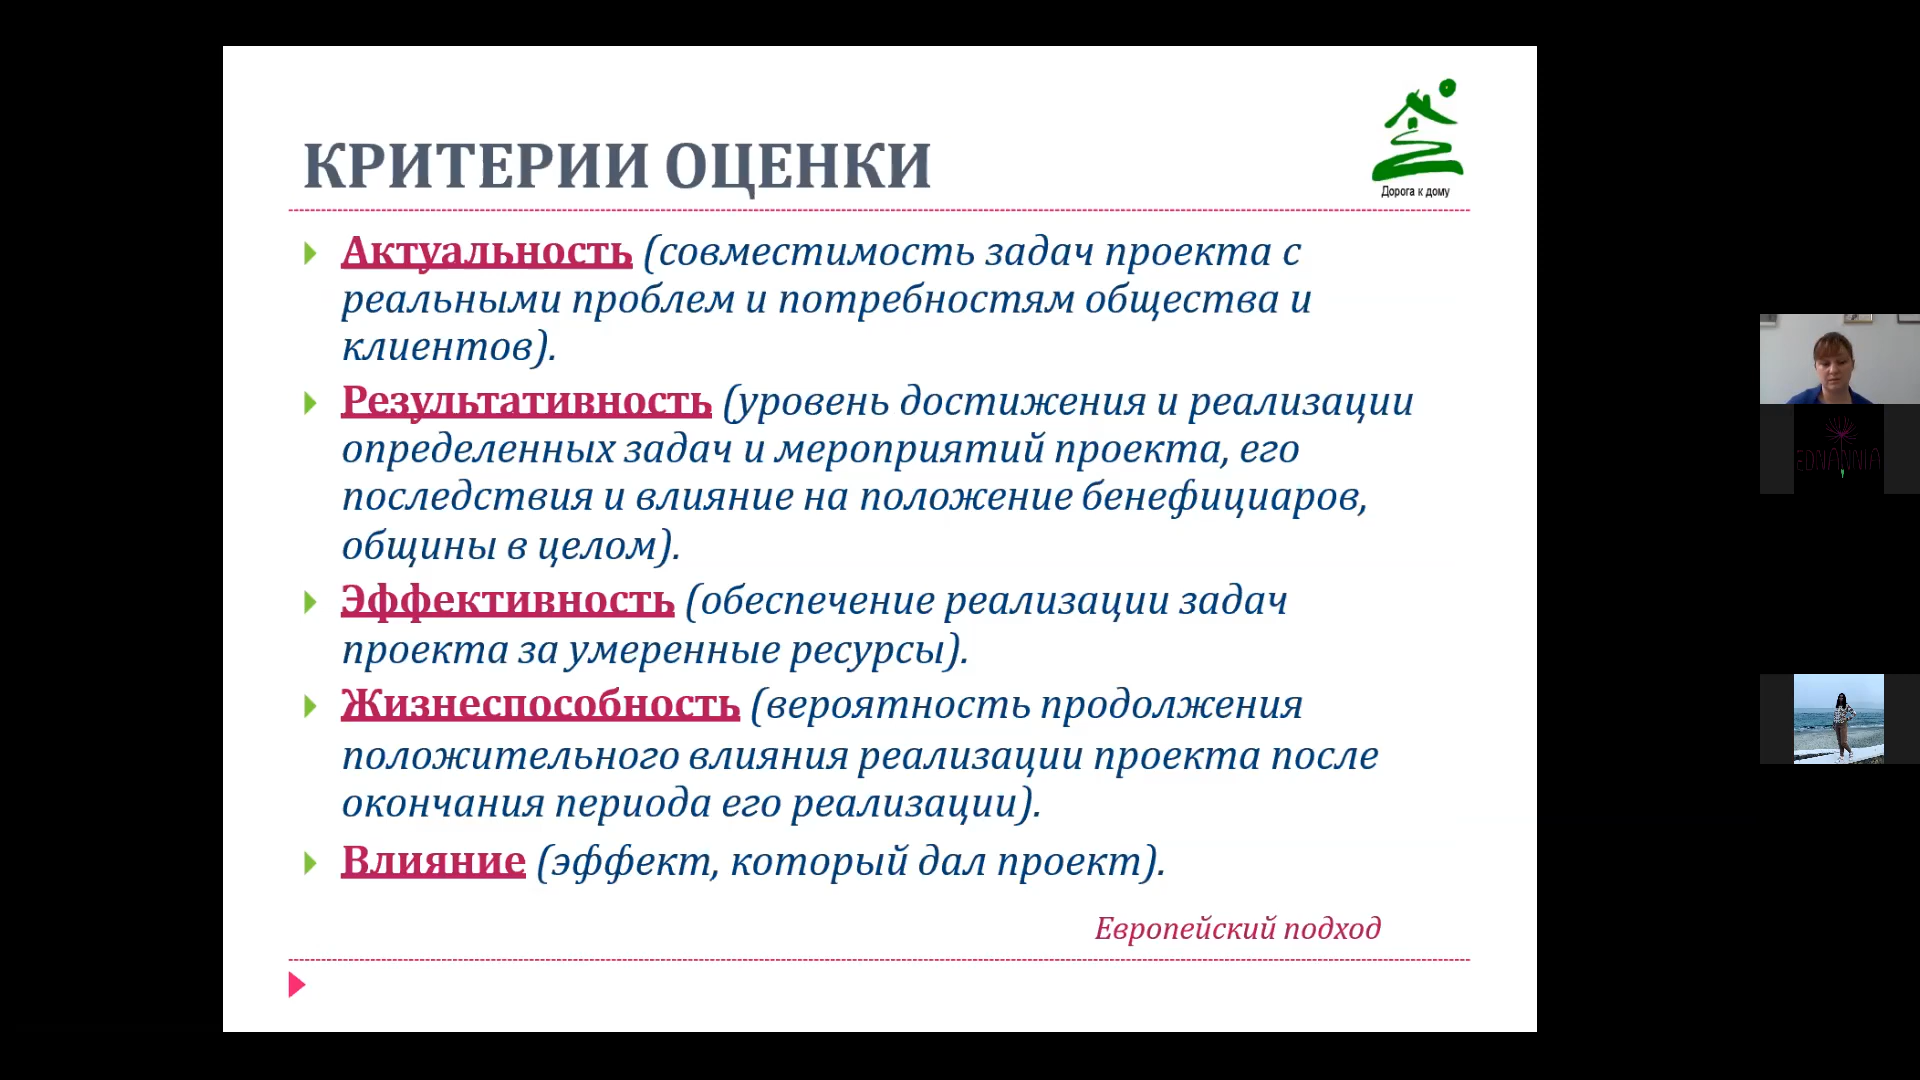 КРИТЕРИИ ОЦЕНКИ
Дорога к дому
Актуальность (совместимость задач проекта с
реальными проблем и потребностям общества и
клиентов).
Результативность (уровень достижения и реализации
определенных задач и мероприятий проекта, его
последствия и влияние на положение бенефициаров,
общины в целом).
Эффективность (обеспечение реализации задач
проекта за умеренные ресурсы).
Жизнеспособность (вероятность продолжения
положительного влияния реализации проекта после
окончания периода его реализации).
Влияние (эффект, который дал проект).
Европейский подход
EDNANNIA